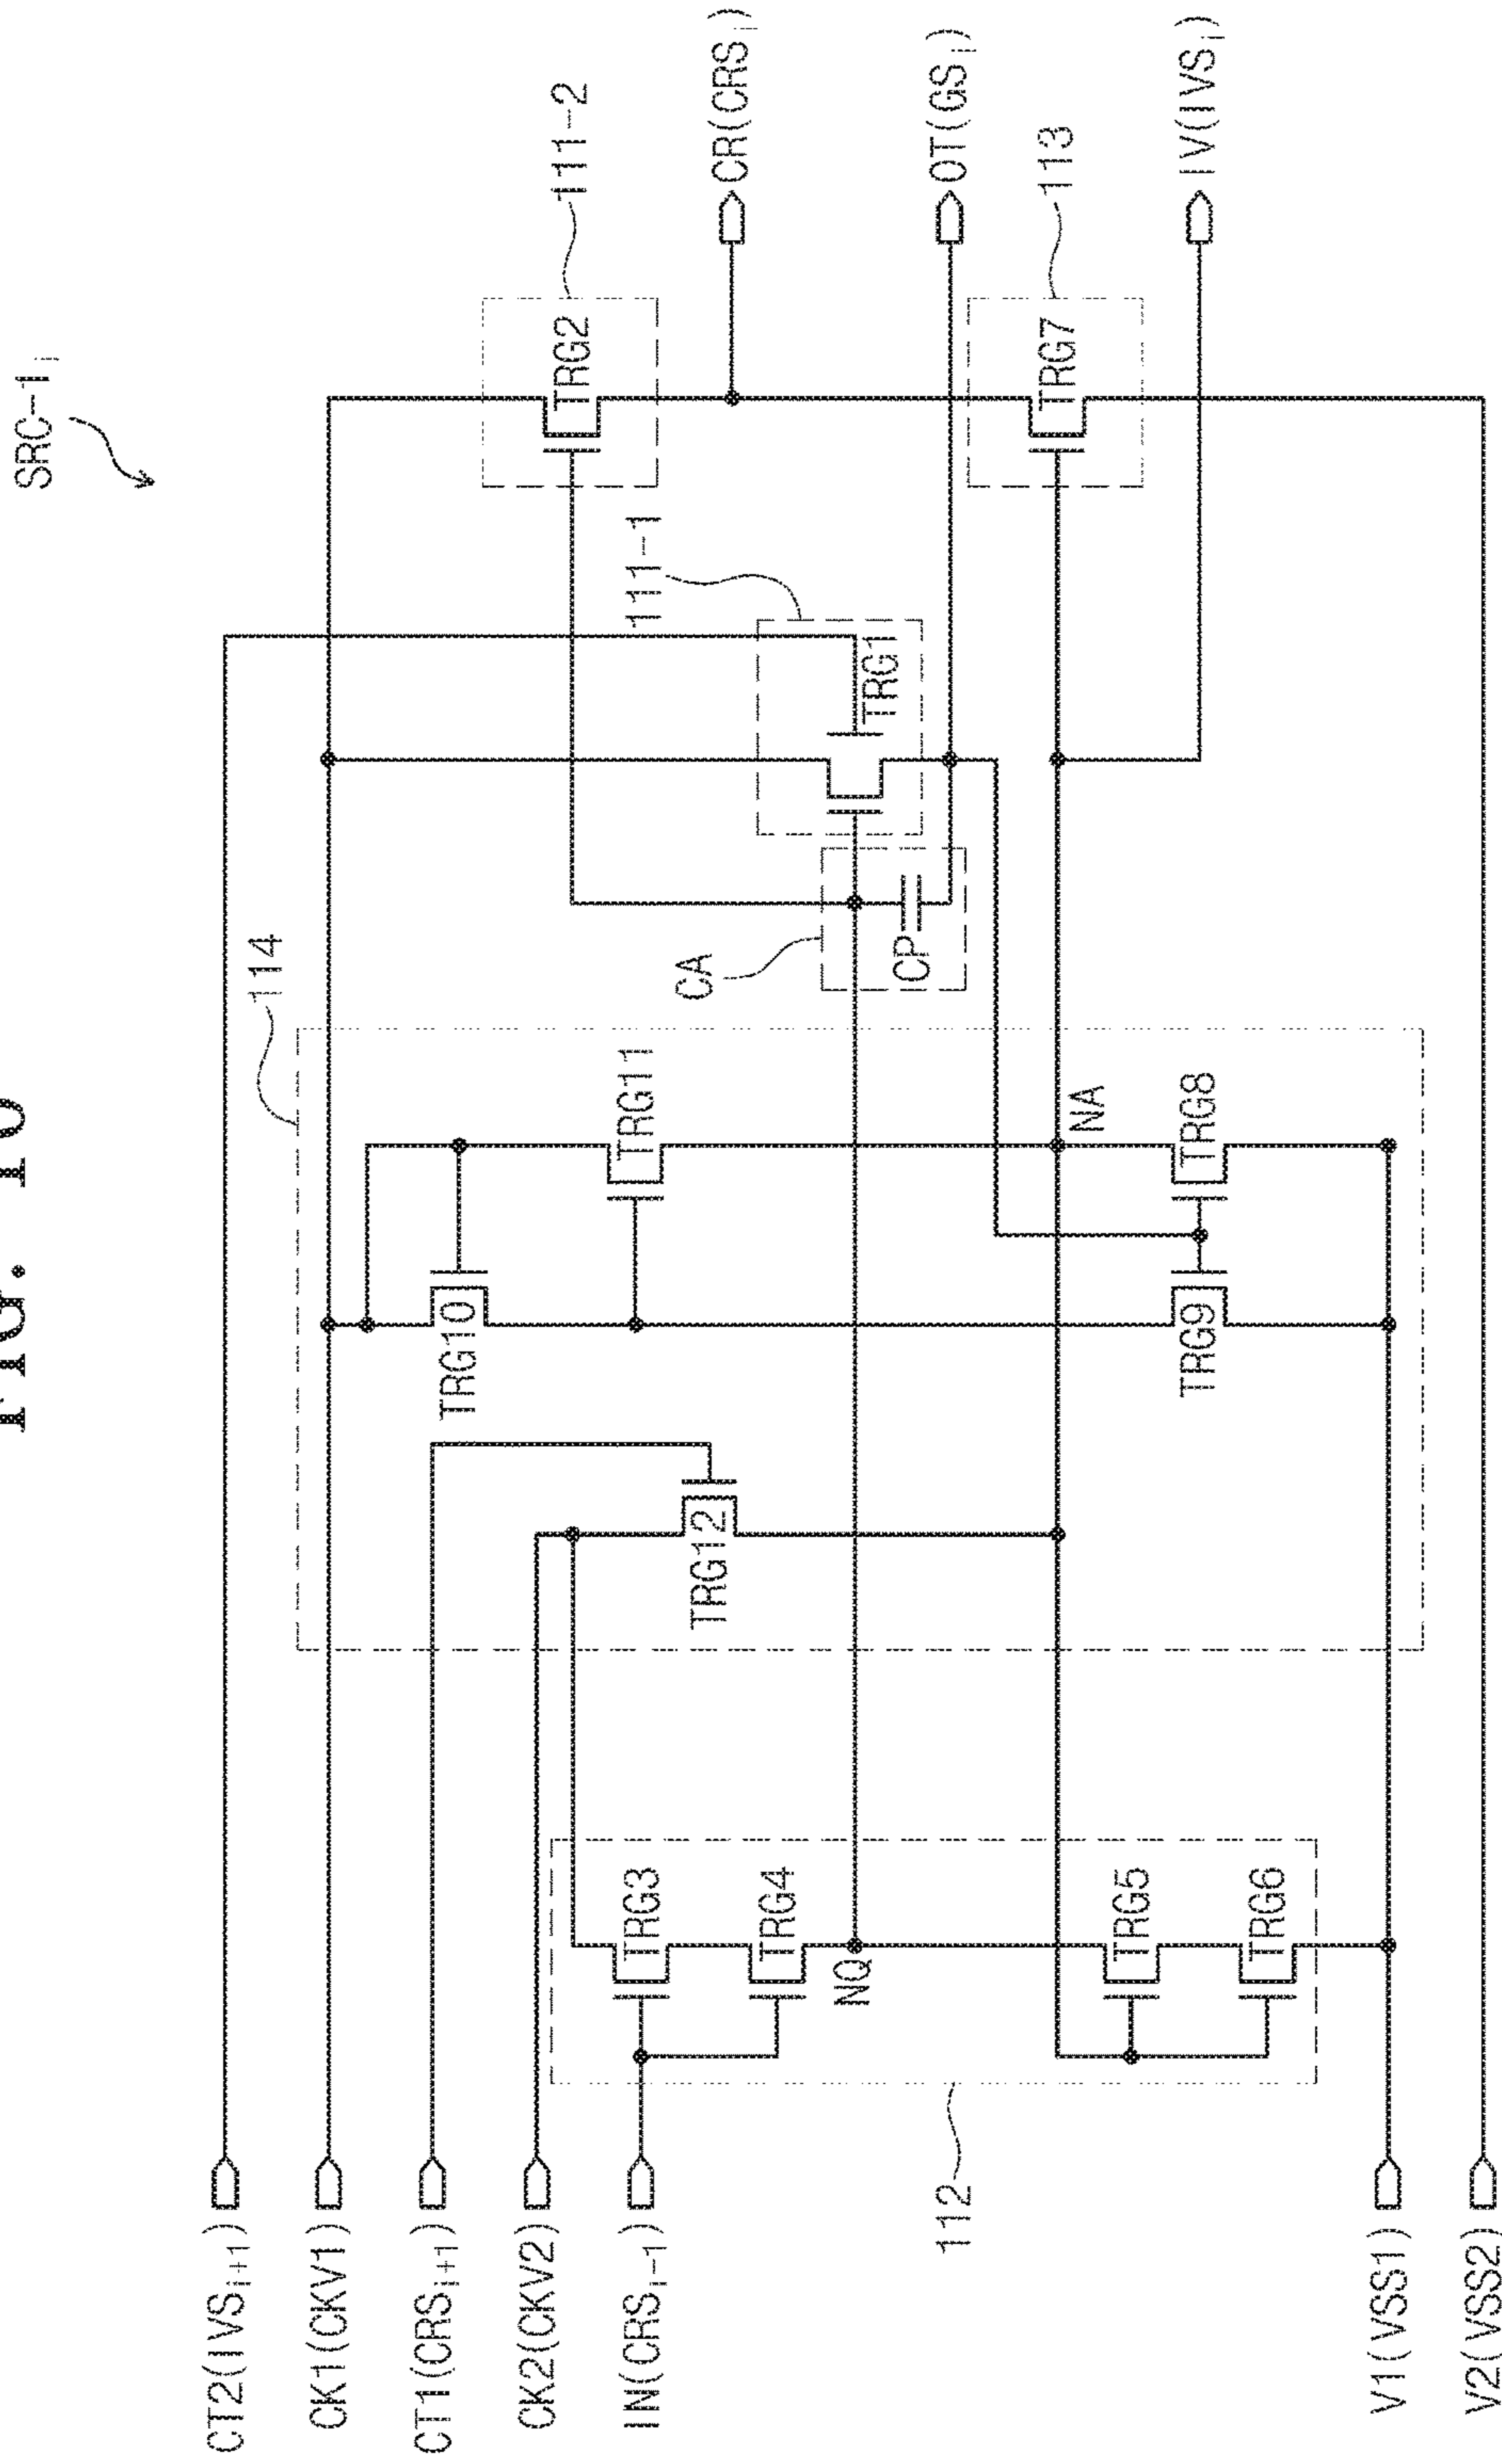 FIG. 10
SRC-1i
CT2(IVSi+1)
CK1(CKV1)
CT1(CRSi+1)
CK2(CKV2)
IN(CRSi-1)
V1(VSS1)
V2(VSS2)
112
TRG3
TRG4
NQ
TRG5
TRG6
114
TRG10
TRG11
TRG12
NA
TRG9
TRG8
CA
CP
111-1
TRG1
111-2
TRG2
113
TRG7
CR(CRSi)
OT(GSi)
IV(IVSi)